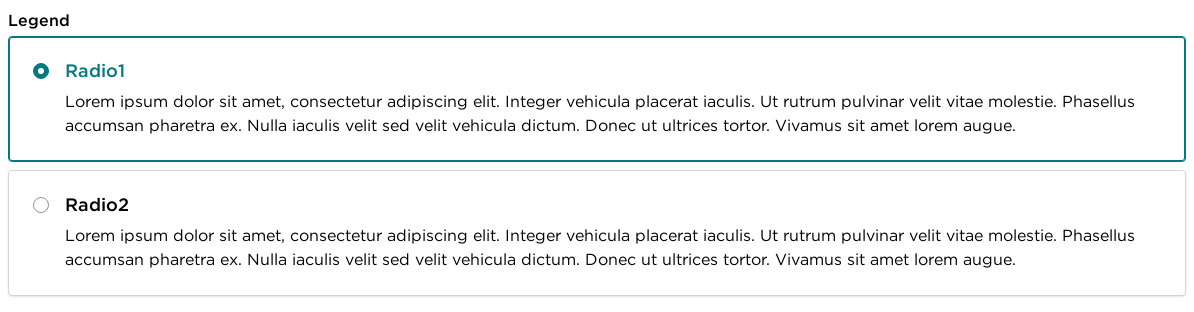 Legend
Radio1
Lorem ipsum dolor sit amet, consectetur adipiscing elit. Integer vehicula placerat iaculis. Ut rutrum pulvinar velit vitae molestie. Phasellus
accumsan pharetra ex. Nulla iaculis velit sed velit vehicula dictum. Donec ut ultrices tortor. Vivamus sit amet lorem augue.
Radio2
Lorem ipsum dolor sit amet, consectetur adipiscing elit. Integer vehicula placerat iaculis. Ut rutrum pulvinar velit vitae molestie. Phasellus
accumsan pharetra ex. Nulla iaculis velit sed velit vehicula dictum. Donec ut ultrices tortor. Vivamus sit amet lorem augue.